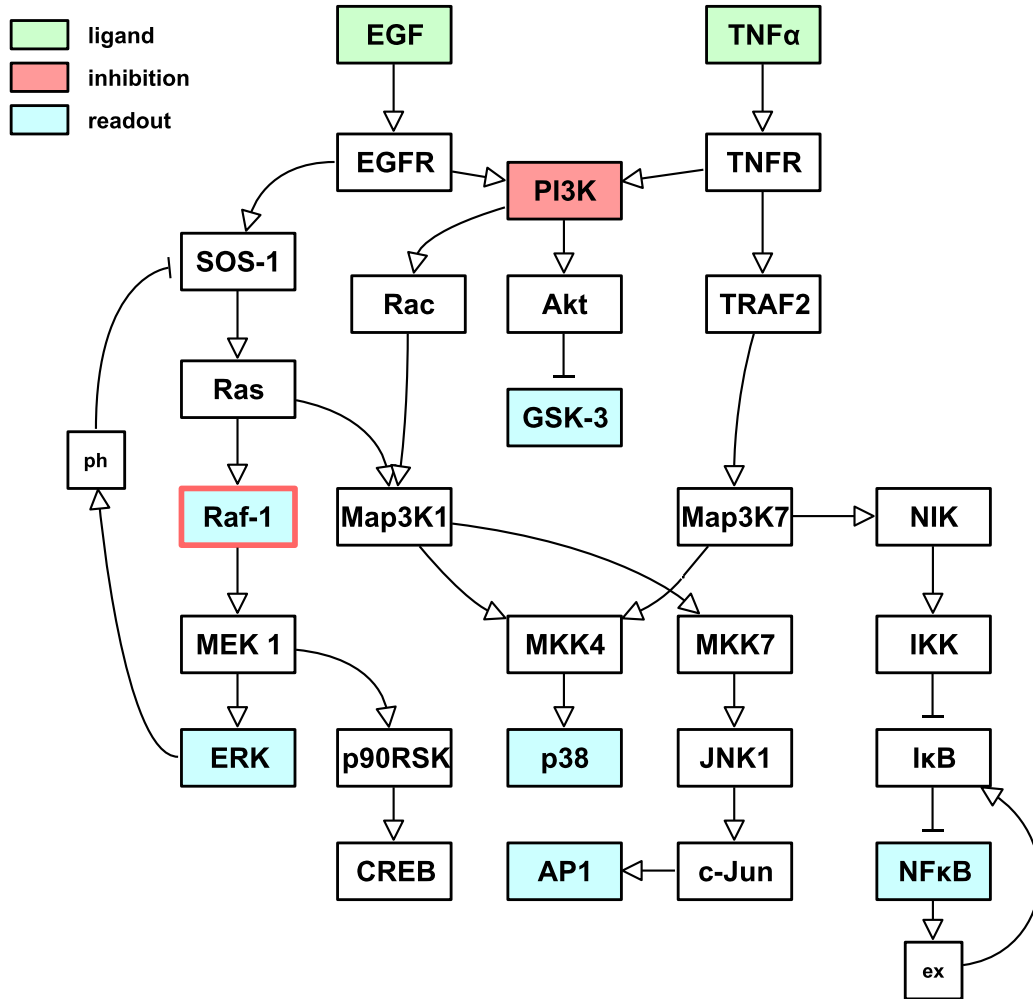 ligand
inhibition
readout
EGF
TNFα
EGFR
PI3K
TNFR
SOS-1
Rac
Akt
TRAF2
Ras
GSK-3
ph
Raf-1
Map3K1
Map3K7
NIK
MEK 1
MKK4
MKK7
IKK
ERK
p90RSK
p38
JNK1
IκB
CREB
AP1
c-Jun
NFκB
ex